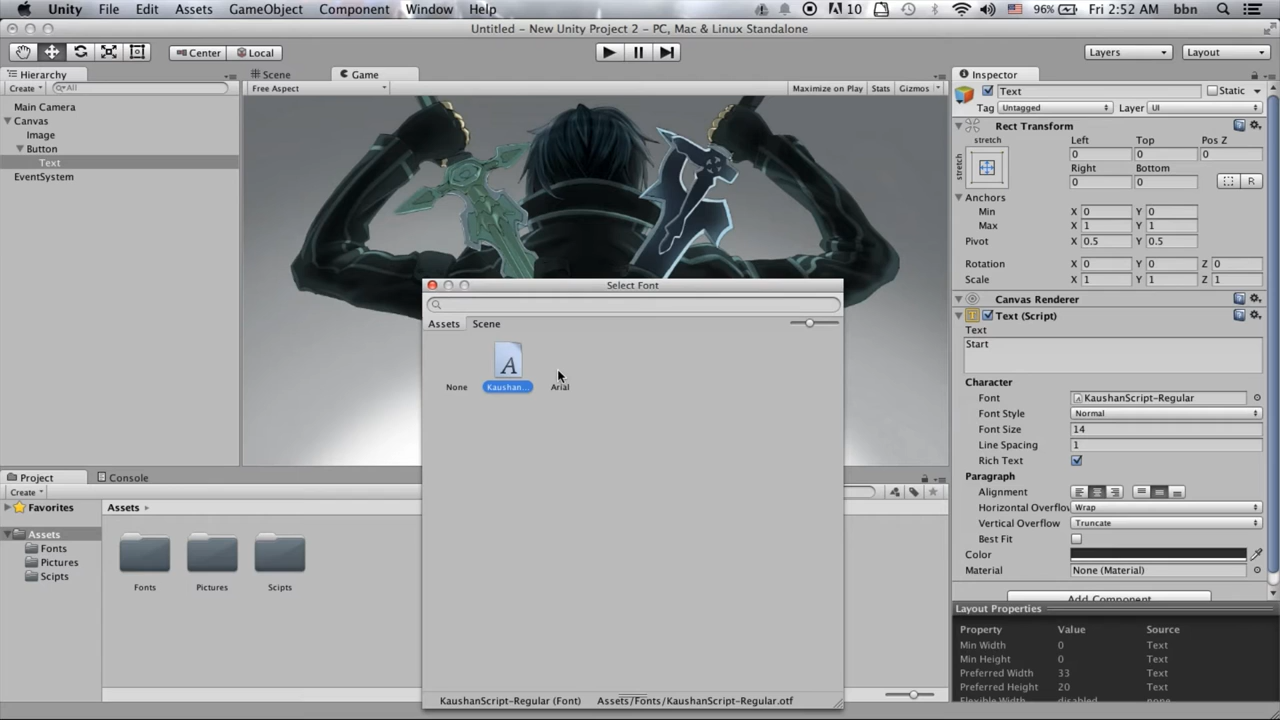 Unity File Edit Assets GameObject Component Window Help 10 96% Fri 2:52 AM bbn
Untitled - New Unity Project 2 - PC, Mac & Linux Standalone
Center Local Layers Layout
Hierarchy
Create All
Main Camera
Canvas
Image
Button
Text
EventSystem
Scene Game
Free Aspect Maximize on Play Stats Gizmos
Select Font
Assets Scene
None Kaushan... Arial
KaushanScript-Regular (Font) Assets/Fonts/KaushanScript-Regular.otf
Project Console
Create
Favorites
Assets
Fonts
Pictures
Scipts
Assets
Fonts Pictures Scipts
Inspector
Text Static
Tag Untagged Layer UI
Rect Transform
stretch Left Top Pos Z
stretch 0 0 0
Right Bottom
0 0 R
Anchors
Min X 0 Y 0
Max X 1 Y 1
Pivot X 0.5 Y 0.5
Rotation X 0 Y 0 Z 0
Scale X 1 Y 1 Z 1
Canvas Renderer
Text (Script)
Text
Start
Character
Font KaushanScript-Regular
Font Style Normal
Font Size 14
Line Spacing 1
Rich Text
Paragraph
Alignment
Horizontal Overflow Wrap
Vertical Overflow Truncate
Best Fit
Color
Material None (Material)
Add Component
Layout Properties
Property Value Source
Min Width 0 Text
Min Height 0 Text
Preferred Width 33 Text
Preferred Height 20 Text
Flexible Width disabled none